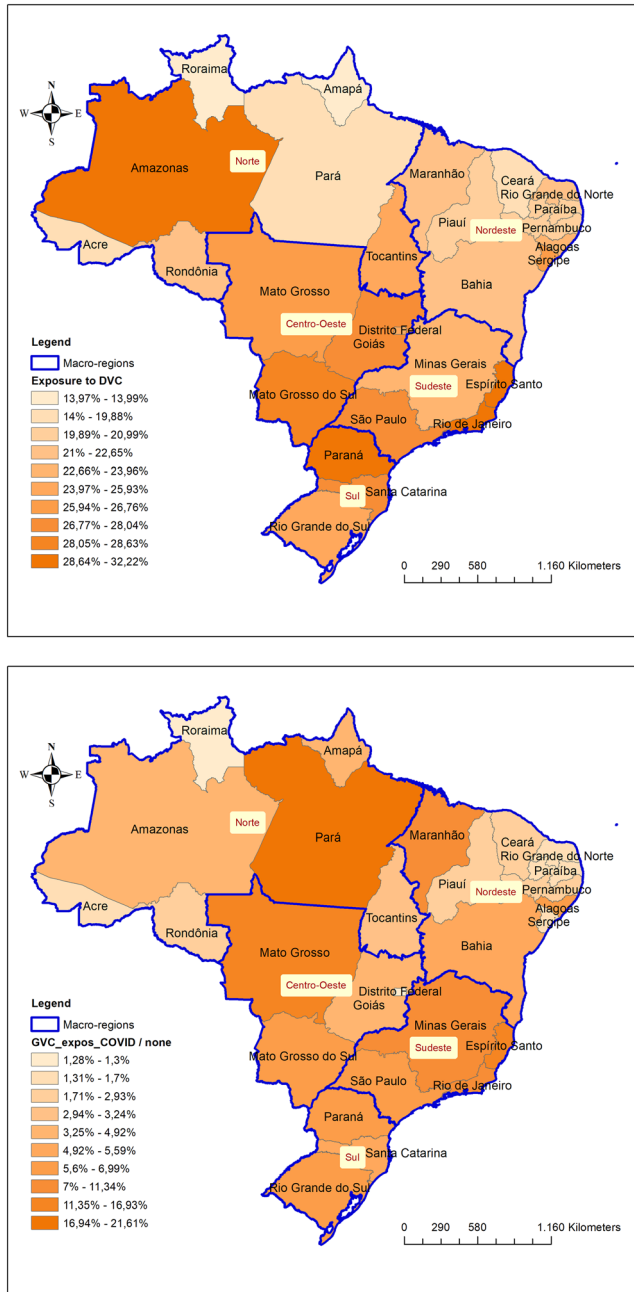 Roraima
Amapá
N
W
E
S
Norte
Amazonas
Pará
Maranhão
Ceará
Rio Grande do Norte
Paraíba
Piauí
Nordeste
Pernambuco
Acre
Alagoas
Sergipe
Tocantins
Rondônia
Mato Grosso
Bahia
Centro-Oeste
Distrito Federal
Goiás
Legend
Macro-regions
Minas Gerais
Exposure to DVC
Sudeste
Espírito Santo
Mato Grosso do Sul
13,97% - 13,99%
São Paulo
14% - 19,88%
Rio de Janeiro
19,89% - 20,99%
21% - 22,65%
Paraná
22,66% - 23,96%
23,97% - 25,93%
Sul
Santa Catarina
25,94% - 26,76%
26,77% - 28,04%
Rio Grande do Sul
28,05% - 28,63%
28,64% - 32,22%
0 290 580 1.160 Kilometers
Roraima
Amapá
N
W
E
S
Norte
Amazonas
Pará
Maranhão
Ceará
Rio Grande do Norte
Paraíba
Piauí
Nordeste
Pernambuco
Acre
Alagoas
Sergipe
Tocantins
Rondônia
Mato Grosso
Bahia
Centro-Oeste
Distrito Federal
Goiás
Legend
Macro-regions
Minas Gerais
GVC_expos_COVID / none
Sudeste
Espírito Santo
Mato Grosso do Sul
1,28% - 1,3%
São Paulo
1,31% - 1,7%
Rio de Janeiro
1,71% - 2,93%
2,94% - 3,24%
Paraná
3,25% - 4,92%
4,92% - 5,59%
Sul
Santa Catarina
5,6% - 6,99%
7% - 11,34%
Rio Grande do Sul
11,35% - 16,93%
16,94% - 21,61%
0 290 580 1.160 Kilometers